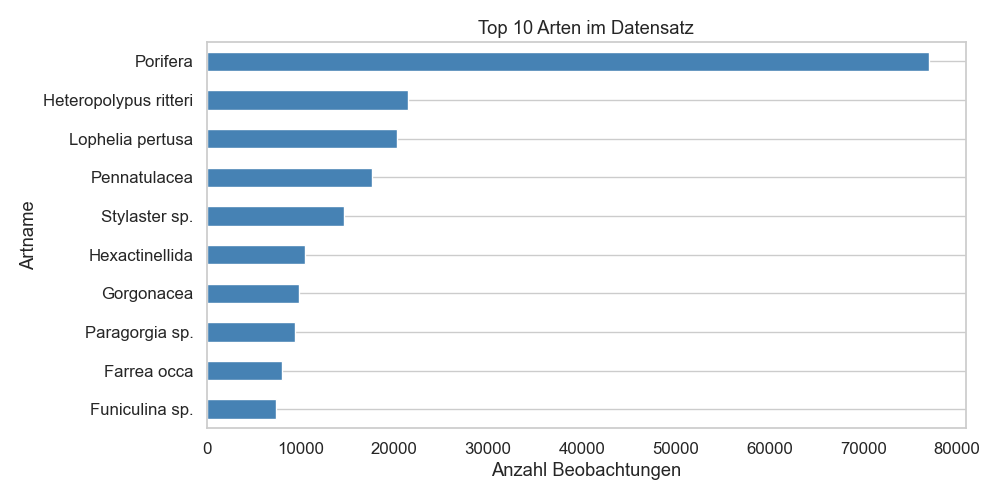 Top 10 Arten im Datensatz
Artname
Porifera
Heteropolypus ritteri
Lophelia pertusa
Pennatulacea
Stylaster sp.
Hexactinellida
Gorgonacea
Paragorgia sp.
Farrea occa
Funiculina sp.
0 10000 20000 30000 40000 50000 60000 70000 80000
Anzahl Beobachtungen